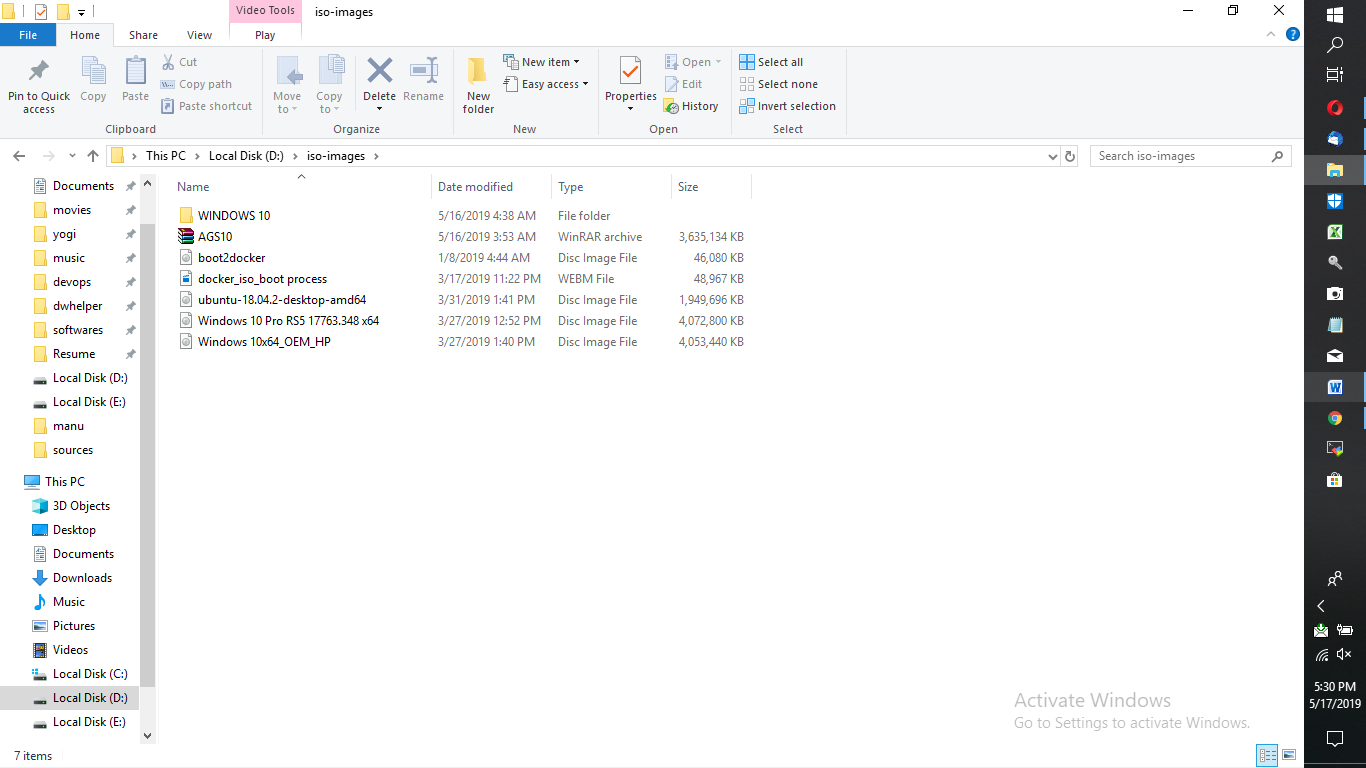 Video Tools iso-images
File Home Share View Play
Pin to Quick access
Copy
Paste
Cut
Copy path
Paste shortcut
Clipboard
Move to
Copy to
Delete
Rename
Organize
New folder
New item
Easy access
New
Properties
Open
Edit
History
Open
Select all
Select none
Invert selection
Select
This PC Local Disk (D:) iso-images
Search iso-images
Documents
movies
yogi
music
devops
dwhelper
softwares
Resume
Local Disk (D:)
Local Disk (E:)
manu
sources
This PC
3D Objects
Desktop
Documents
Downloads
Music
Pictures
Videos
Local Disk (C:)
Local Disk (D:)
Local Disk (E:)
Name Date modified Type Size
WINDOWS 10 5/16/2019 4:38 AM File folder
AGS10 5/16/2019 3:53 AM WinRAR archive 3,635,134 KB
boot2docker 1/8/2019 4:44 AM Disc Image File 46,080 KB
docker_iso_boot process 3/17/2019 11:22 PM WEBM File 48,967 KB
ubuntu-18.04.2-desktop-amd64 3/31/2019 1:41 PM Disc Image File 1,949,696 KB
Windows 10 Pro RS5 17763.348 x64 3/27/2019 12:52 PM Disc Image File 4,072,800 KB
Windows 10x64_OEM_HP 3/27/2019 1:40 PM Disc Image File 4,053,440 KB
Activate Windows
Go to Settings to activate Windows.
7 items
5:30 PM
5/17/2019